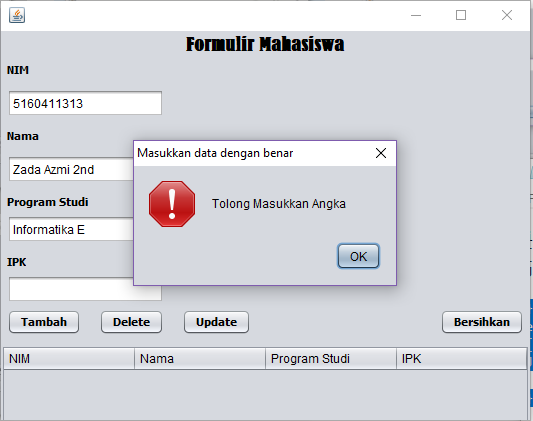 Formulir Mahasiswa
NIM
5160411313
Nama
Zada Azmi 2nd
Program Studi
Informatika E
IPK
Masukkan data dengan benar
Tolong Masukkan Angka
OK
Tambah Delete Update Bersihkan
NIM Nama Program Studi IPK